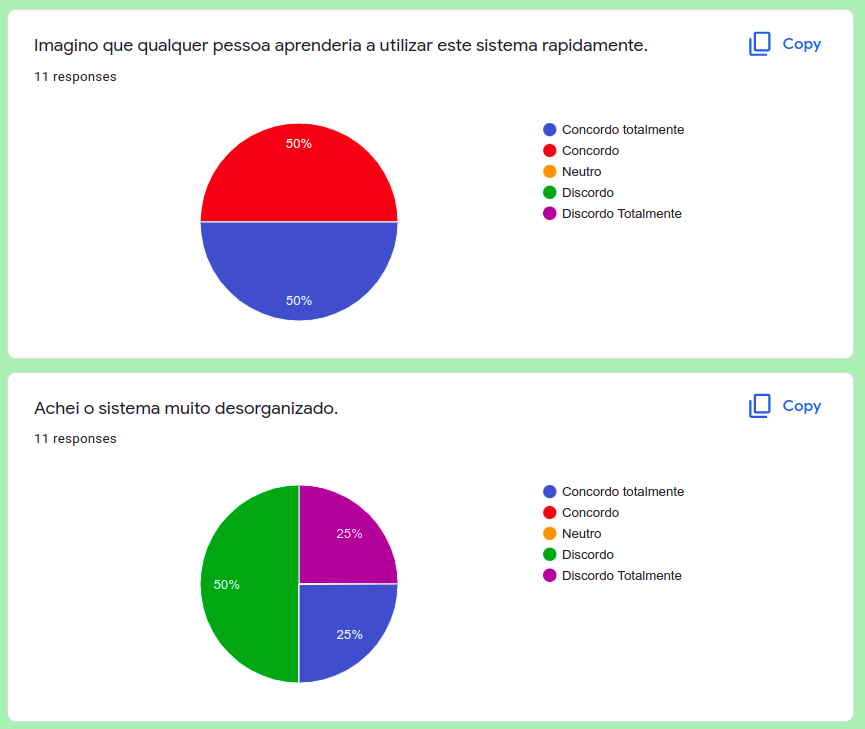 Imagino que qualquer pessoa aprenderia a utilizar este sistema rapidamente.
Copy
11 responses
50%
50%
Concordo totalmente
Concordo
Neutro
Discordo
Discordo Totalmente
Achei o sistema muito desorganizado.
Copy
11 responses
25%
50%
25%
Concordo totalmente
Concordo
Neutro
Discordo
Discordo Totalmente